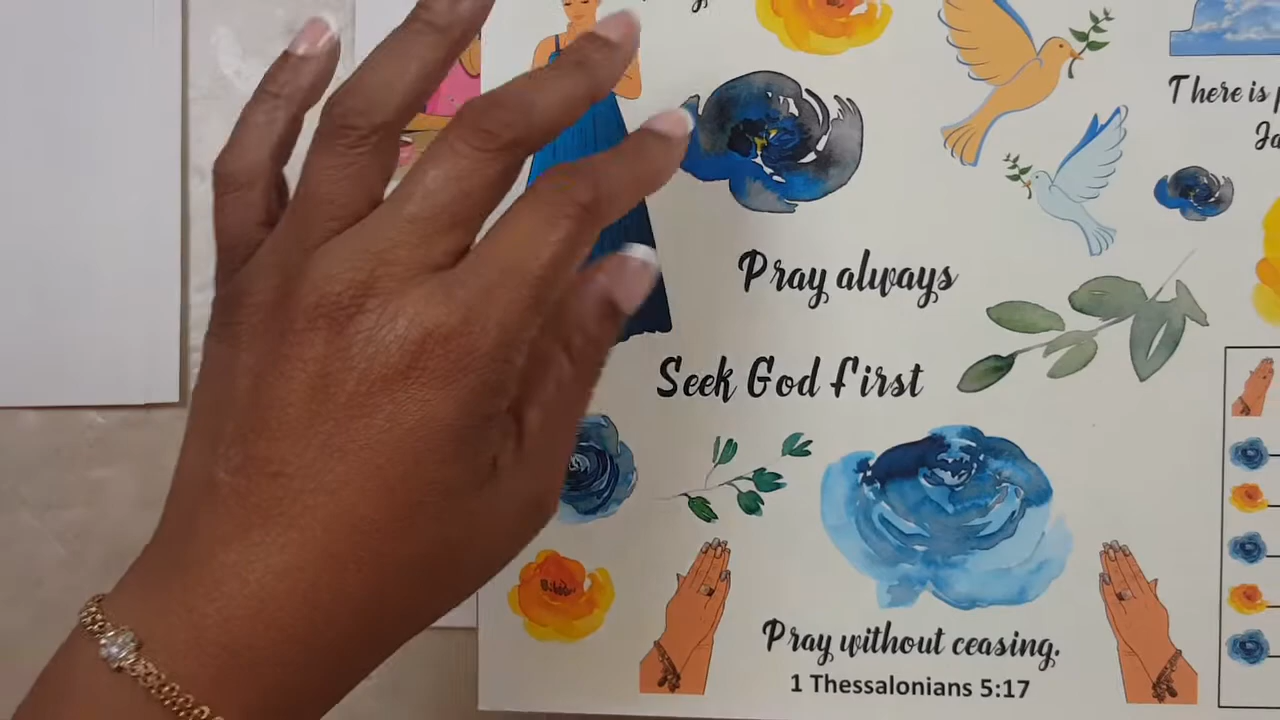 There is
Pray always
Seek God first
Pray without ceasing.
1 Thessalonians 5:17